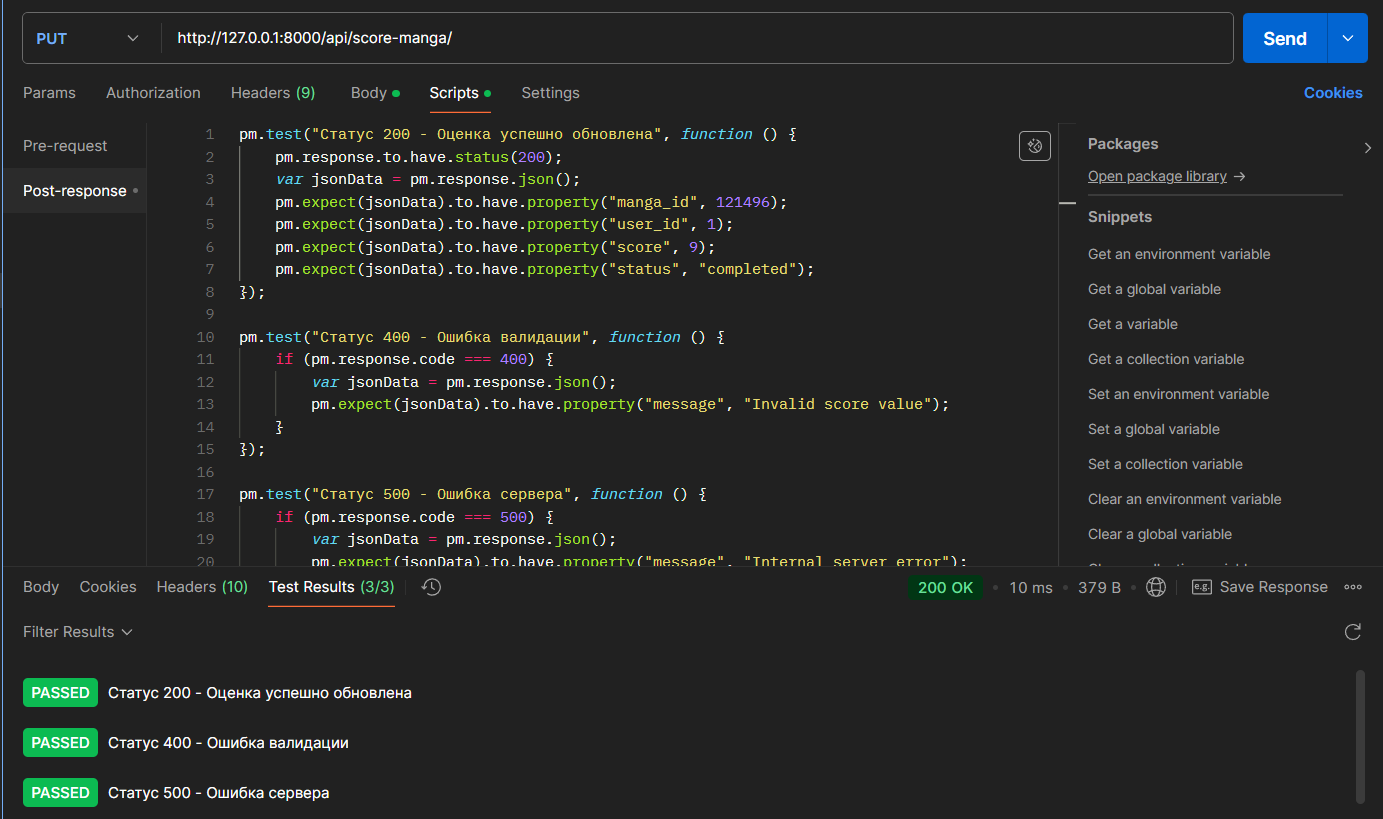 PUT http://127.0.0.1:8000/api/score-manga/ Send
Params Authorization Headers (9) Body Scripts Settings Cookies
Pre-request
Post-response
1 pm.test("Статус 200 - Оценка успешно обновлена", function () {
2 pm.response.to.have.status(200);
3 var jsonData = pm.response.json();
4 pm.expect(jsonData).to.have.property("manga_id", 121496);
5 pm.expect(jsonData).to.have.property("user_id", 1);
6 pm.expect(jsonData).to.have.property("score", 9);
7 pm.expect(jsonData).to.have.property("status", "completed");
8 });
9
10 pm.test("Статус 400 - Ошибка валидации", function () {
11 if (pm.response.code === 400) {
12 var jsonData = pm.response.json();
13 pm.expect(jsonData).to.have.property("message", "Invalid score value");
14 }
15 });
16
17 pm.test("Статус 500 - Ошибка сервера", function () {
18 if (pm.response.code === 500) {
19 var jsonData = pm.response.json();
20 pm.expect(jsonData).to.have.property("message", "Internal server error");
Packages
Open package library →
Snippets
Get an environment variable
Get a global variable
Get a variable
Get a collection variable
Set an environment variable
Set a global variable
Set a collection variable
Clear an environment variable
Clear a global variable
Body Cookies Headers (10) Test Results (3/3) 200 OK • 10 ms • 379 B • e.g. Save Response
Filter Results
PASSED Статус 200 - Оценка успешно обновлена
PASSED Статус 400 - Ошибка валидации
PASSED Статус 500 - Ошибка сервера